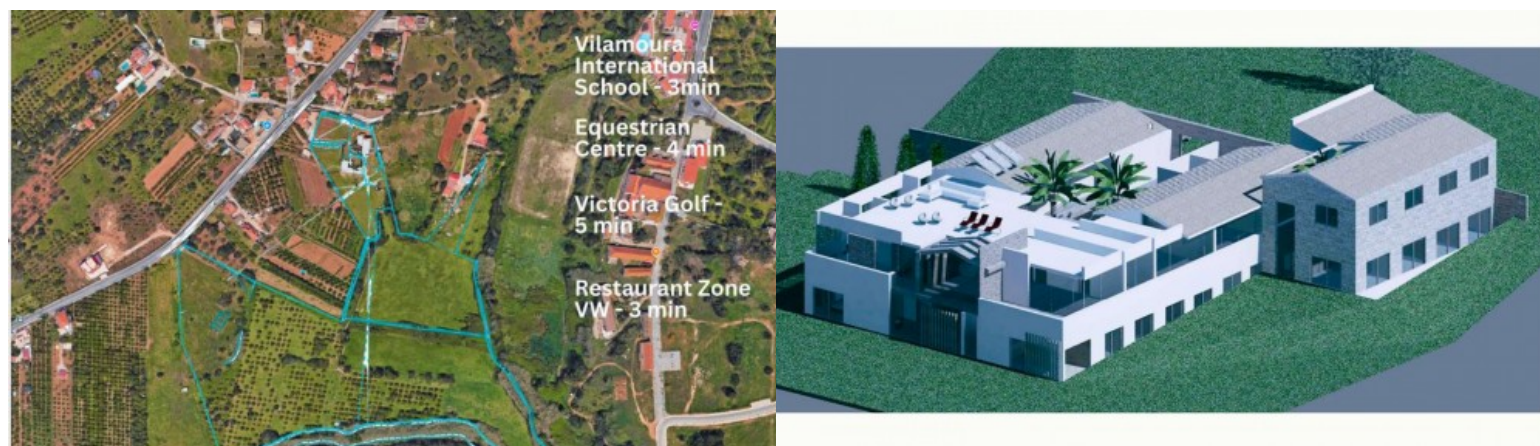 Vilamoura
International
School - 3min
Equestrian
Centre - 4 min
Victoria Golf -
5 min
Restaurant Zone
VW - 3 min